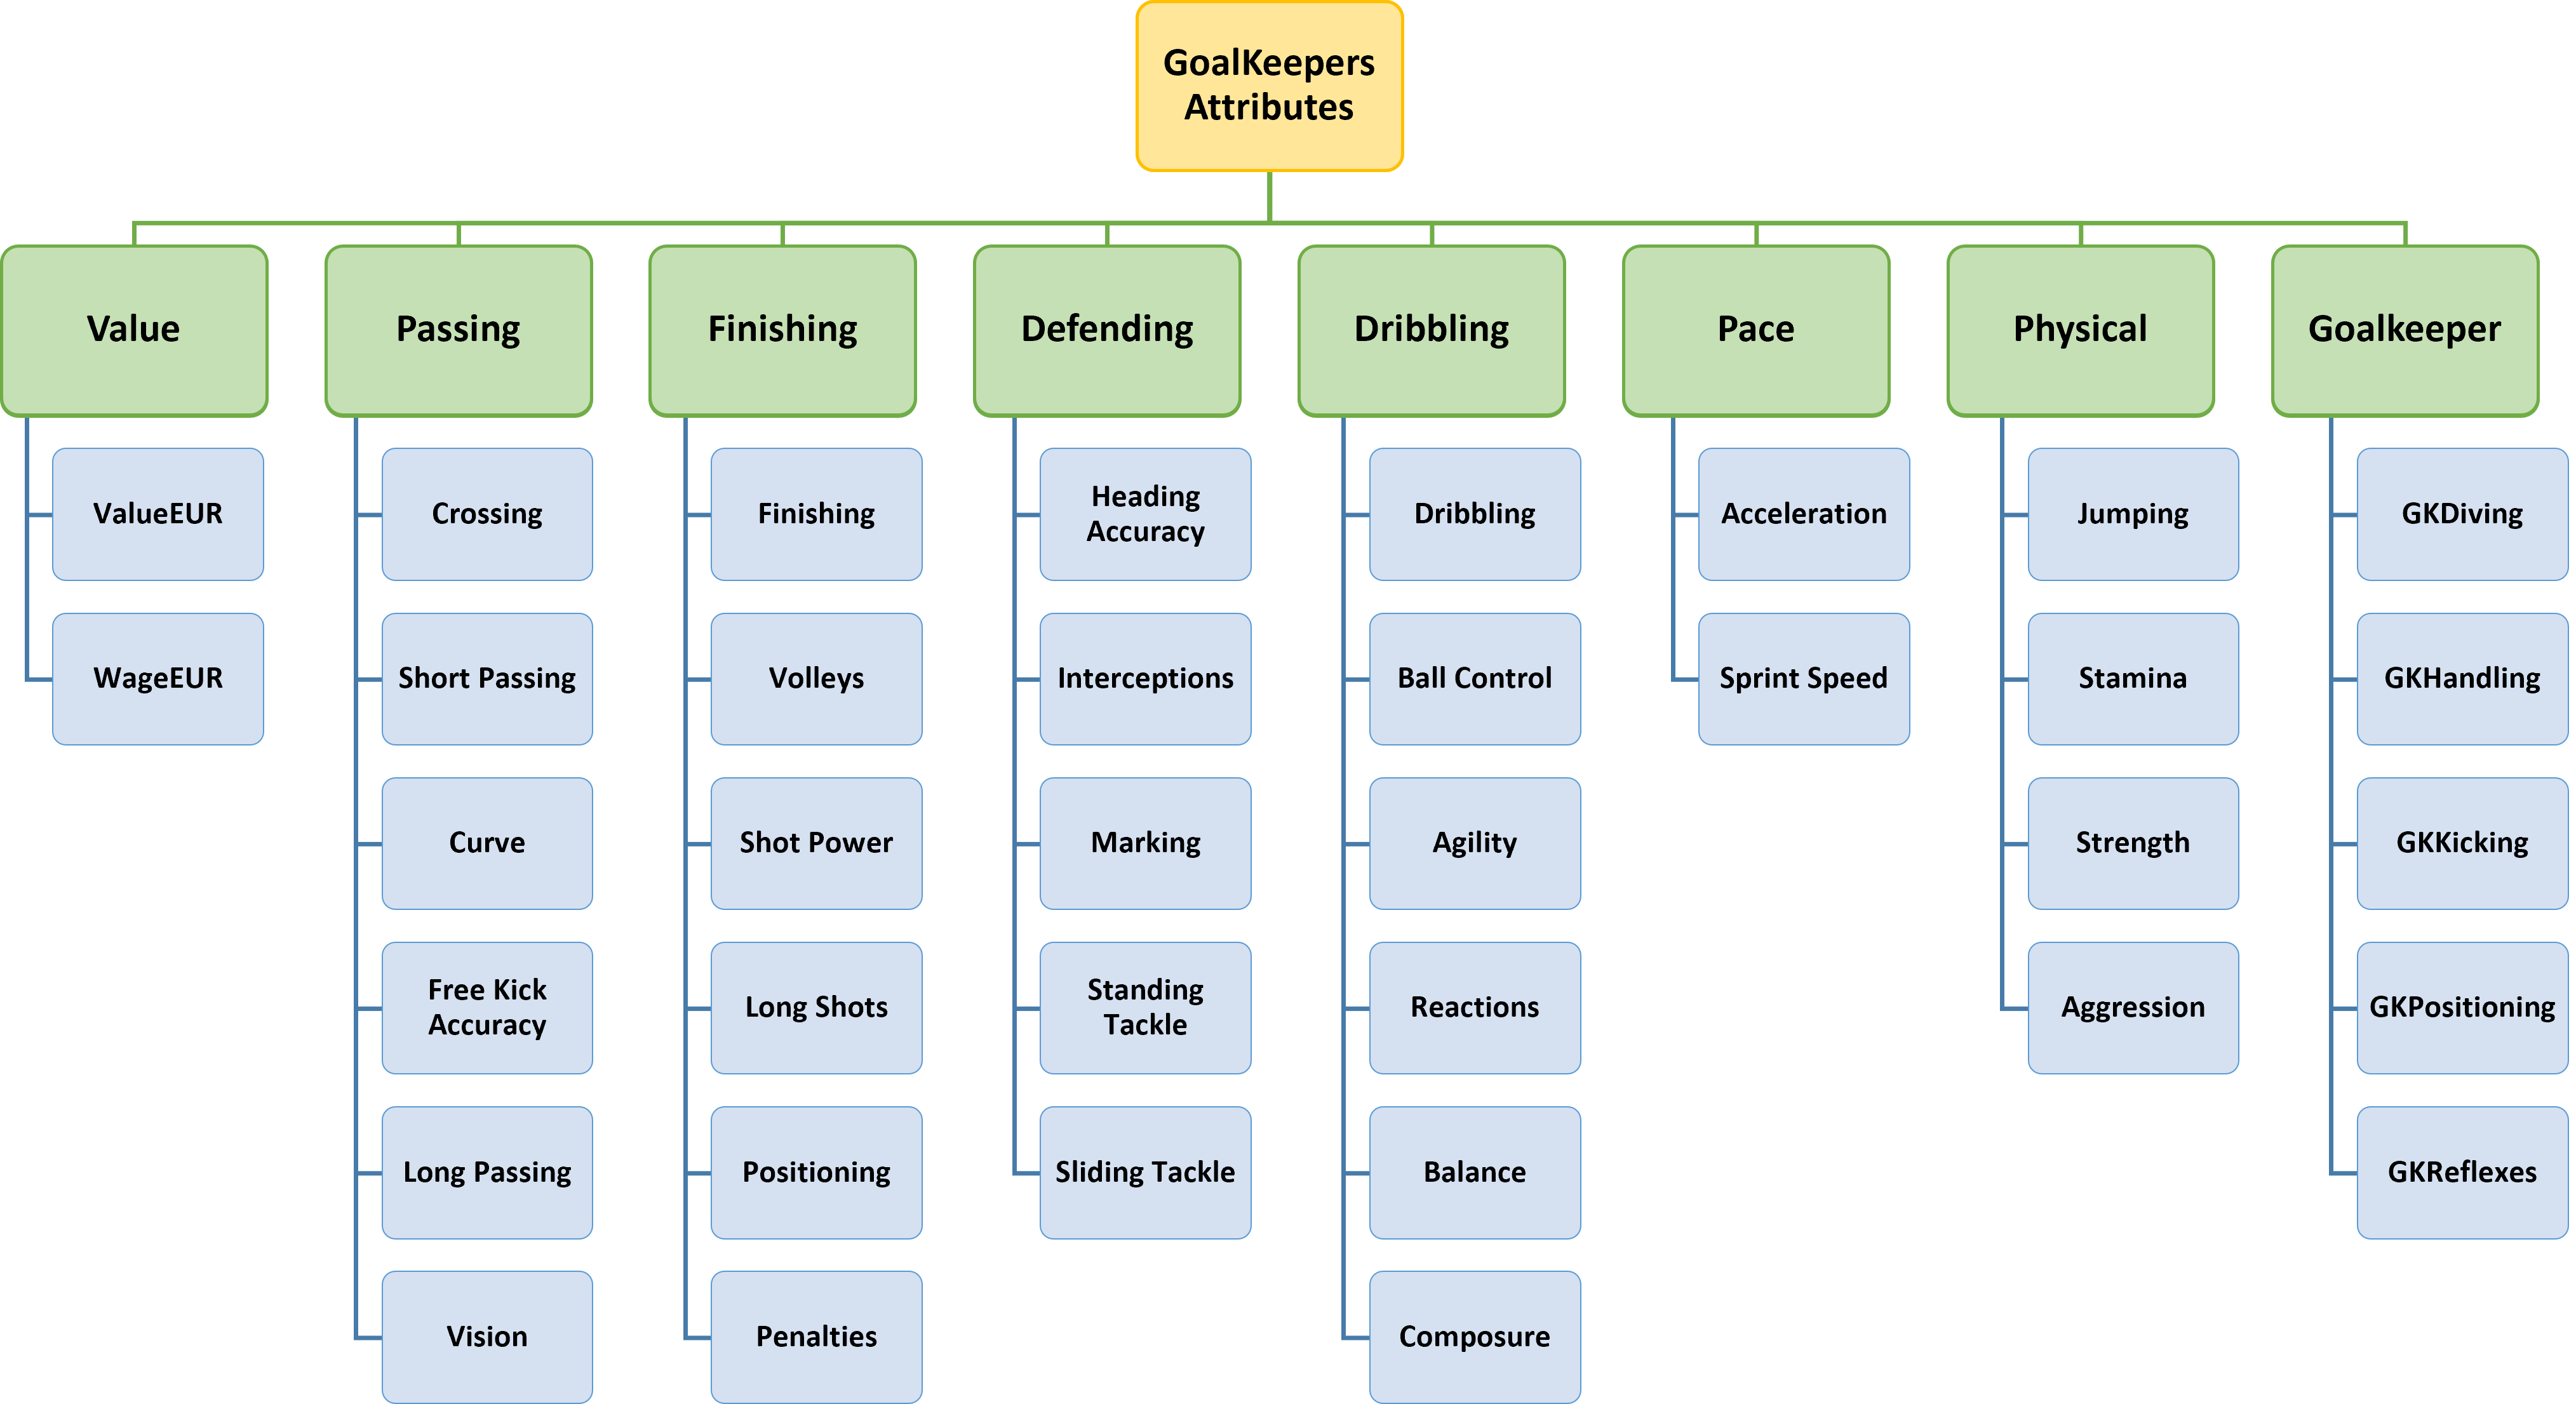 GoalKeepers
Attributes
Value
Passing
Finishing
Defending
Dribbling
Pace
Physical
Goalkeeper
ValueEUR
WageEUR
Crossing
Short Passing
Curve
Free Kick
Accuracy
Long Passing
Vision
Finishing
Volleys
Shot Power
Long Shots
Positioning
Penalties
Heading
Accuracy
Interceptions
Marking
Standing
Tackle
Sliding Tackle
Dribbling
Ball Control
Agility
Reactions
Balance
Composure
Acceleration
Sprint Speed
Jumping
Stamina
Strength
Aggression
GKDiving
GKHandling
GKKicking
GKPositioning
GKReflexes